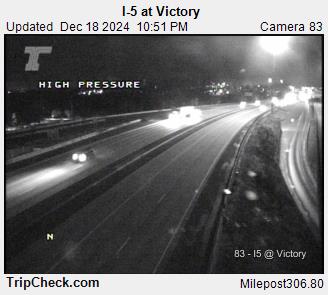 I-5 at Victory
Updated Dec 18 2024 10:51 PM Camera 83
T
HIGH PRESSURE
N
83 - I5 @ Victory
TripCheck.com Milepost306.80